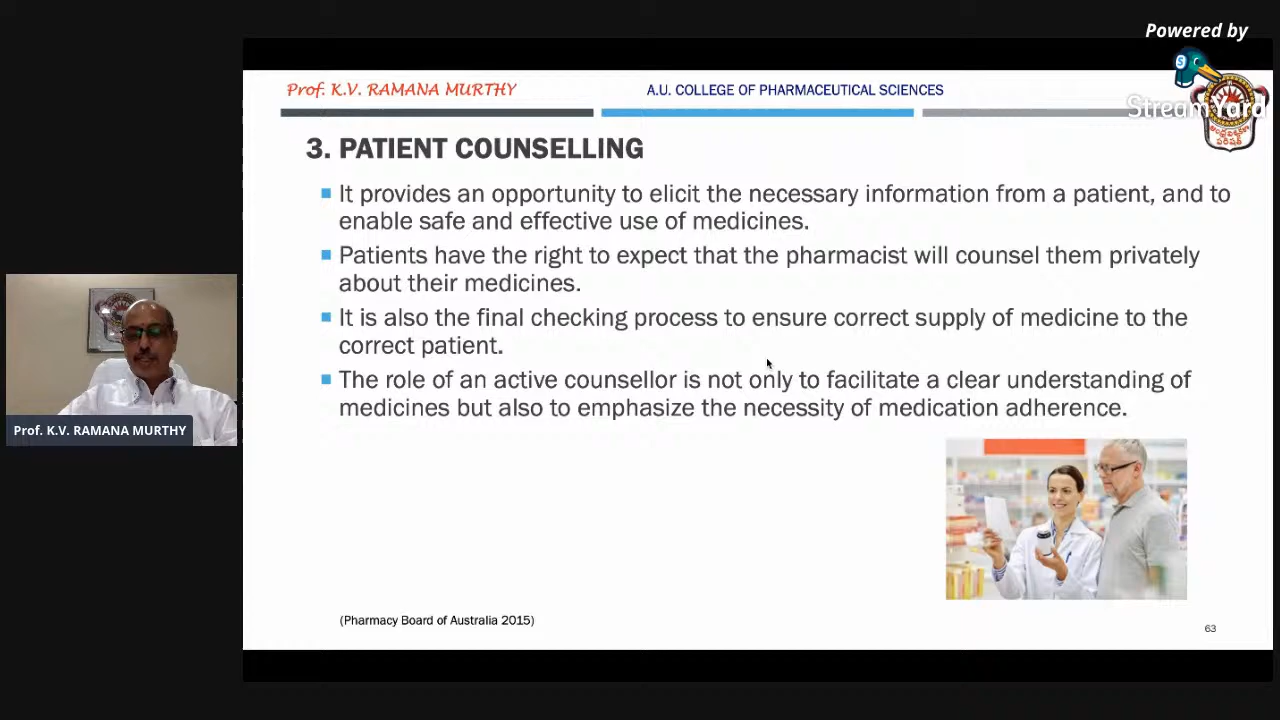 Powered by
StreamYard
Prof. K.V. RAMANA MURTHY
A.U. COLLEGE OF PHARMACEUTICAL SCIENCES
3. PATIENT COUNSELLING
It provides an opportunity to elicit the necessary information from a patient, and to
enable safe and effective use of medicines.
Patients have the right to expect that the pharmacist will counsel them privately
about their medicines.
It is also the final checking process to ensure correct supply of medicine to the
correct patient.
The role of an active counsellor is not only to facilitate a clear understanding of
medicines but also to emphasize the necessity of medication adherence.
Prof. K.V. RAMANA MURTHY
(Pharmacy Board of Australia 2015)
63